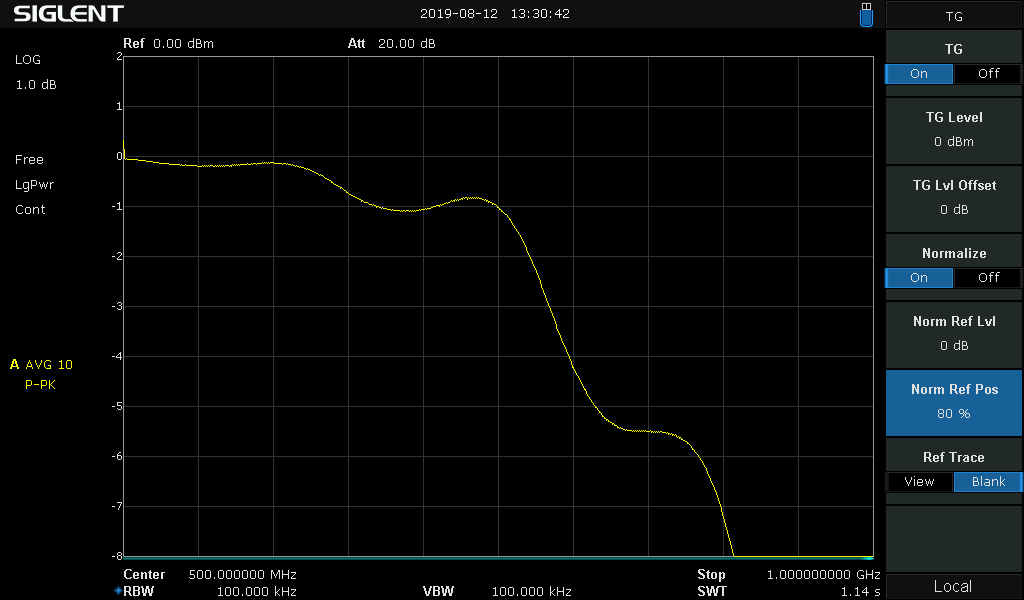 SIGLENT
2019-08-12 13:30:42
TG
Ref 0.00 dBm Att 20.00 dB
LOG
1.0 dB
Free
LgPwr
Cont
A AVG 10
P-PK
2
1
0
-1
-2
-3
-4
-5
-6
-7
-8
Center 500.000000 MHz Stop 1.000000000 GHz
RBW 100.000 kHz VBW 100.000 kHz SWT 1.14 s
TG
On Off
TG Level
0 dBm
TG Lvl Offset
0 dB
Normalize
On Off
Norm Ref Lvl
0 dB
Norm Ref Pos
80 %
Ref Trace
View Blank
Local